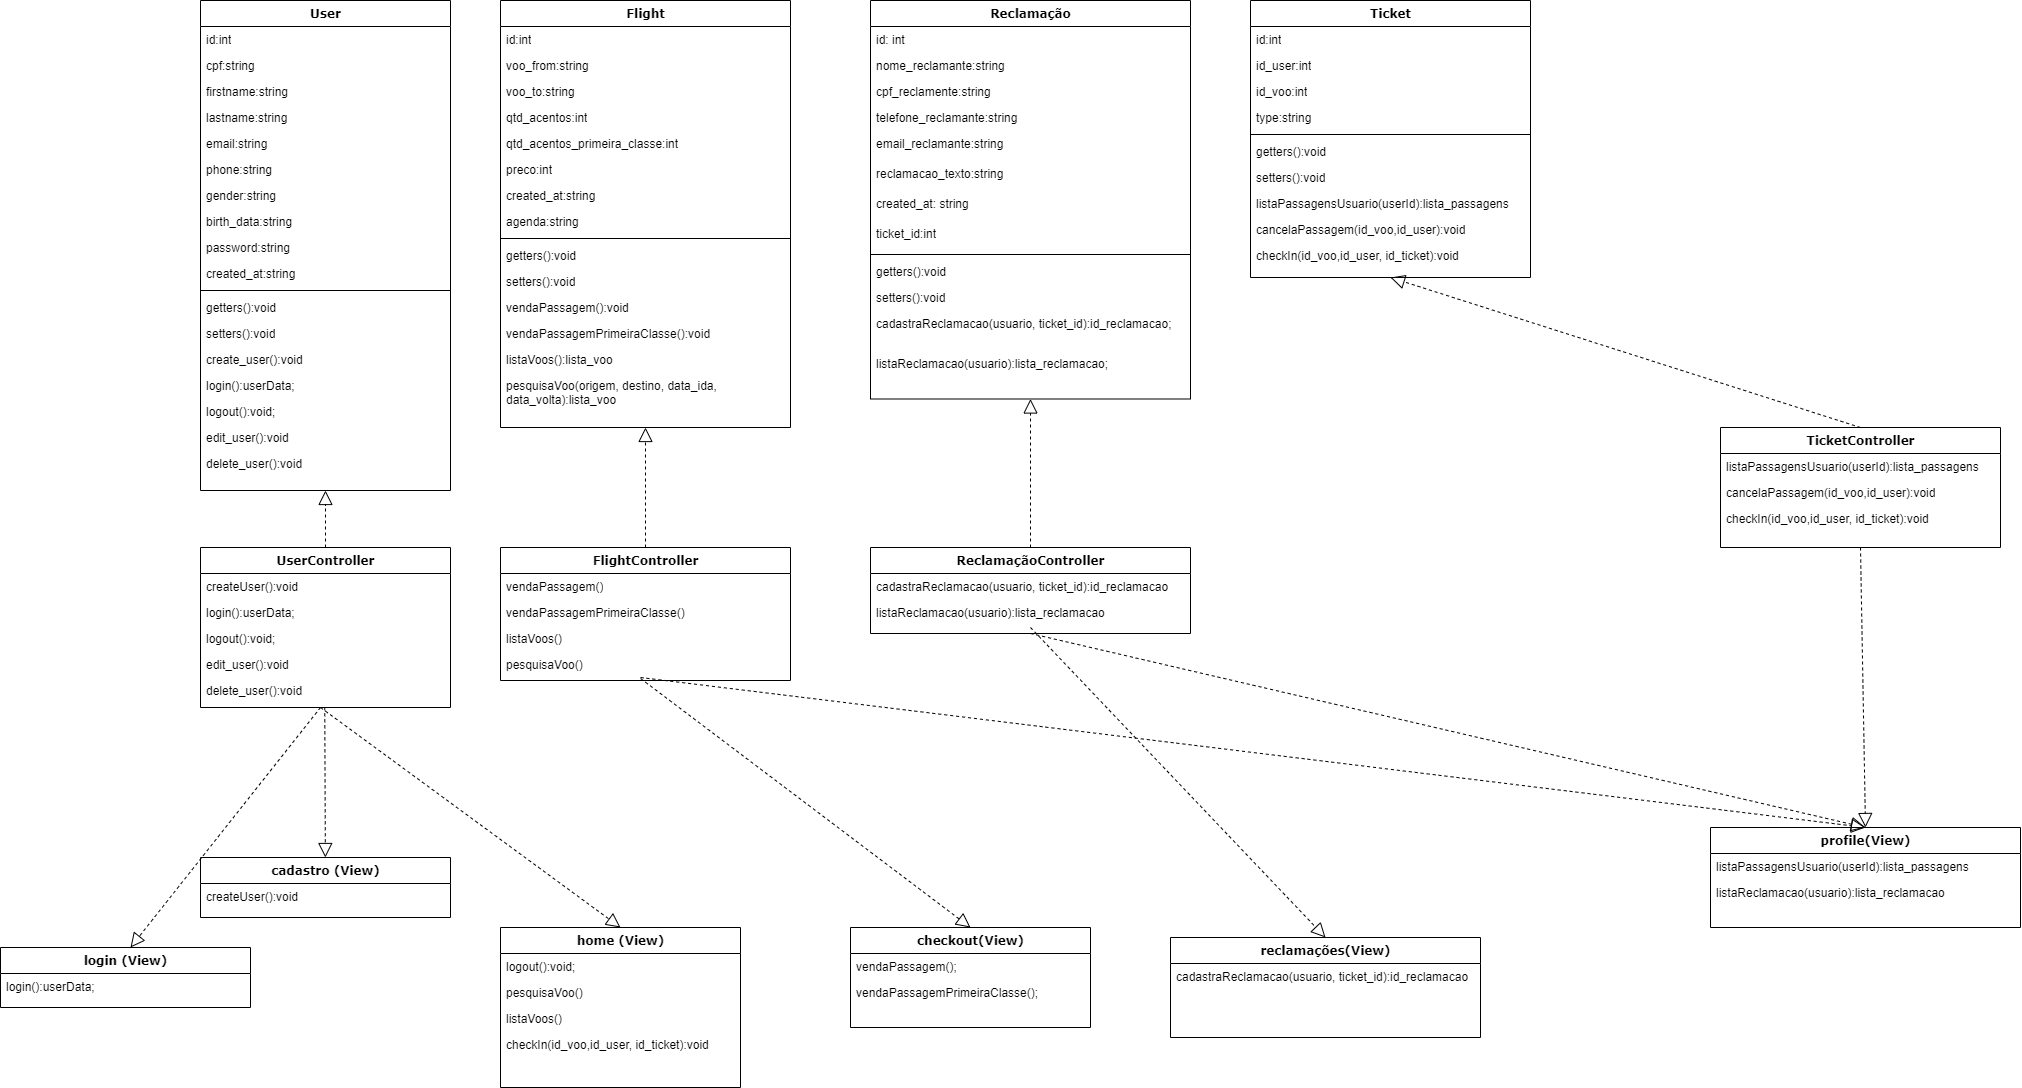 User
id:int
cpf:string
firstname:string
lastname:string
email:string
phone:string
gender:string
birth_data:string
password:string
created_at:string
getters():void
setters():void
create_user():void
login():userData;
logout():void;
edit_user():void
delete_user():void
Flight
id:int
voo_from:string
voo_to:string
qtd_acentos:int
qtd_acentos_primeira_classe:int
preco:int
created_at:string
agenda:string
getters():void
setters():void
vendaPassagem():void
vendaPassagemPrimeiraClasse():void
listaVoos():lista_voo
pesquisaVoo(origem, destino, data_ida,
data_volta):lista_voo
Reclamação
id: int
nome_reclamante:string
cpf_reclamente:string
telefone_reclamante:string
email_reclamante:string
reclamacao_texto:string
created_at: string
ticket_id:int
getters():void
setters():void
cadastraReclamacao(usuario, ticket_id):id_reclamacao;
listaReclamacao(usuario):lista_reclamacao;
Ticket
id:int
id_user:int
id_voo:int
type:string
getters():void
setters():void
listaPassagensUsuario(userId):lista_passagens
cancelaPassagem(id_voo,id_user):void
checkIn(id_voo,id_user, id_ticket):void
TicketController
listaPassagensUsuario(userId):lista_passagens
cancelaPassagem(id_voo,id_user):void
checkIn(id_voo,id_user, id_ticket):void
UserController
createUser():void
login():userData;
logout():void;
edit_user():void
delete_user():void
FlightController
vendaPassagem()
vendaPassagemPrimeiraClasse()
listaVoos()
pesquisaVoo()
ReclamaçãoController
cadastraReclamacao(usuario, ticket_id):id_reclamacao
listaReclamacao(usuario):lista_reclamacao
profile(View)
listaPassagensUsuario(userId):lista_passagens
listaReclamacao(usuario):lista_reclamacao
cadastro (View)
createUser():void
login (View)
login():userData;
home (View)
logout():void;
pesquisaVoo()
listaVoos()
checkIn(id_voo,id_user, id_ticket):void
checkout(View)
vendaPassagem();
vendaPassagemPrimeiraClasse();
reclamações(View)
cadastraReclamacao(usuario, ticket_id):id_reclamacao